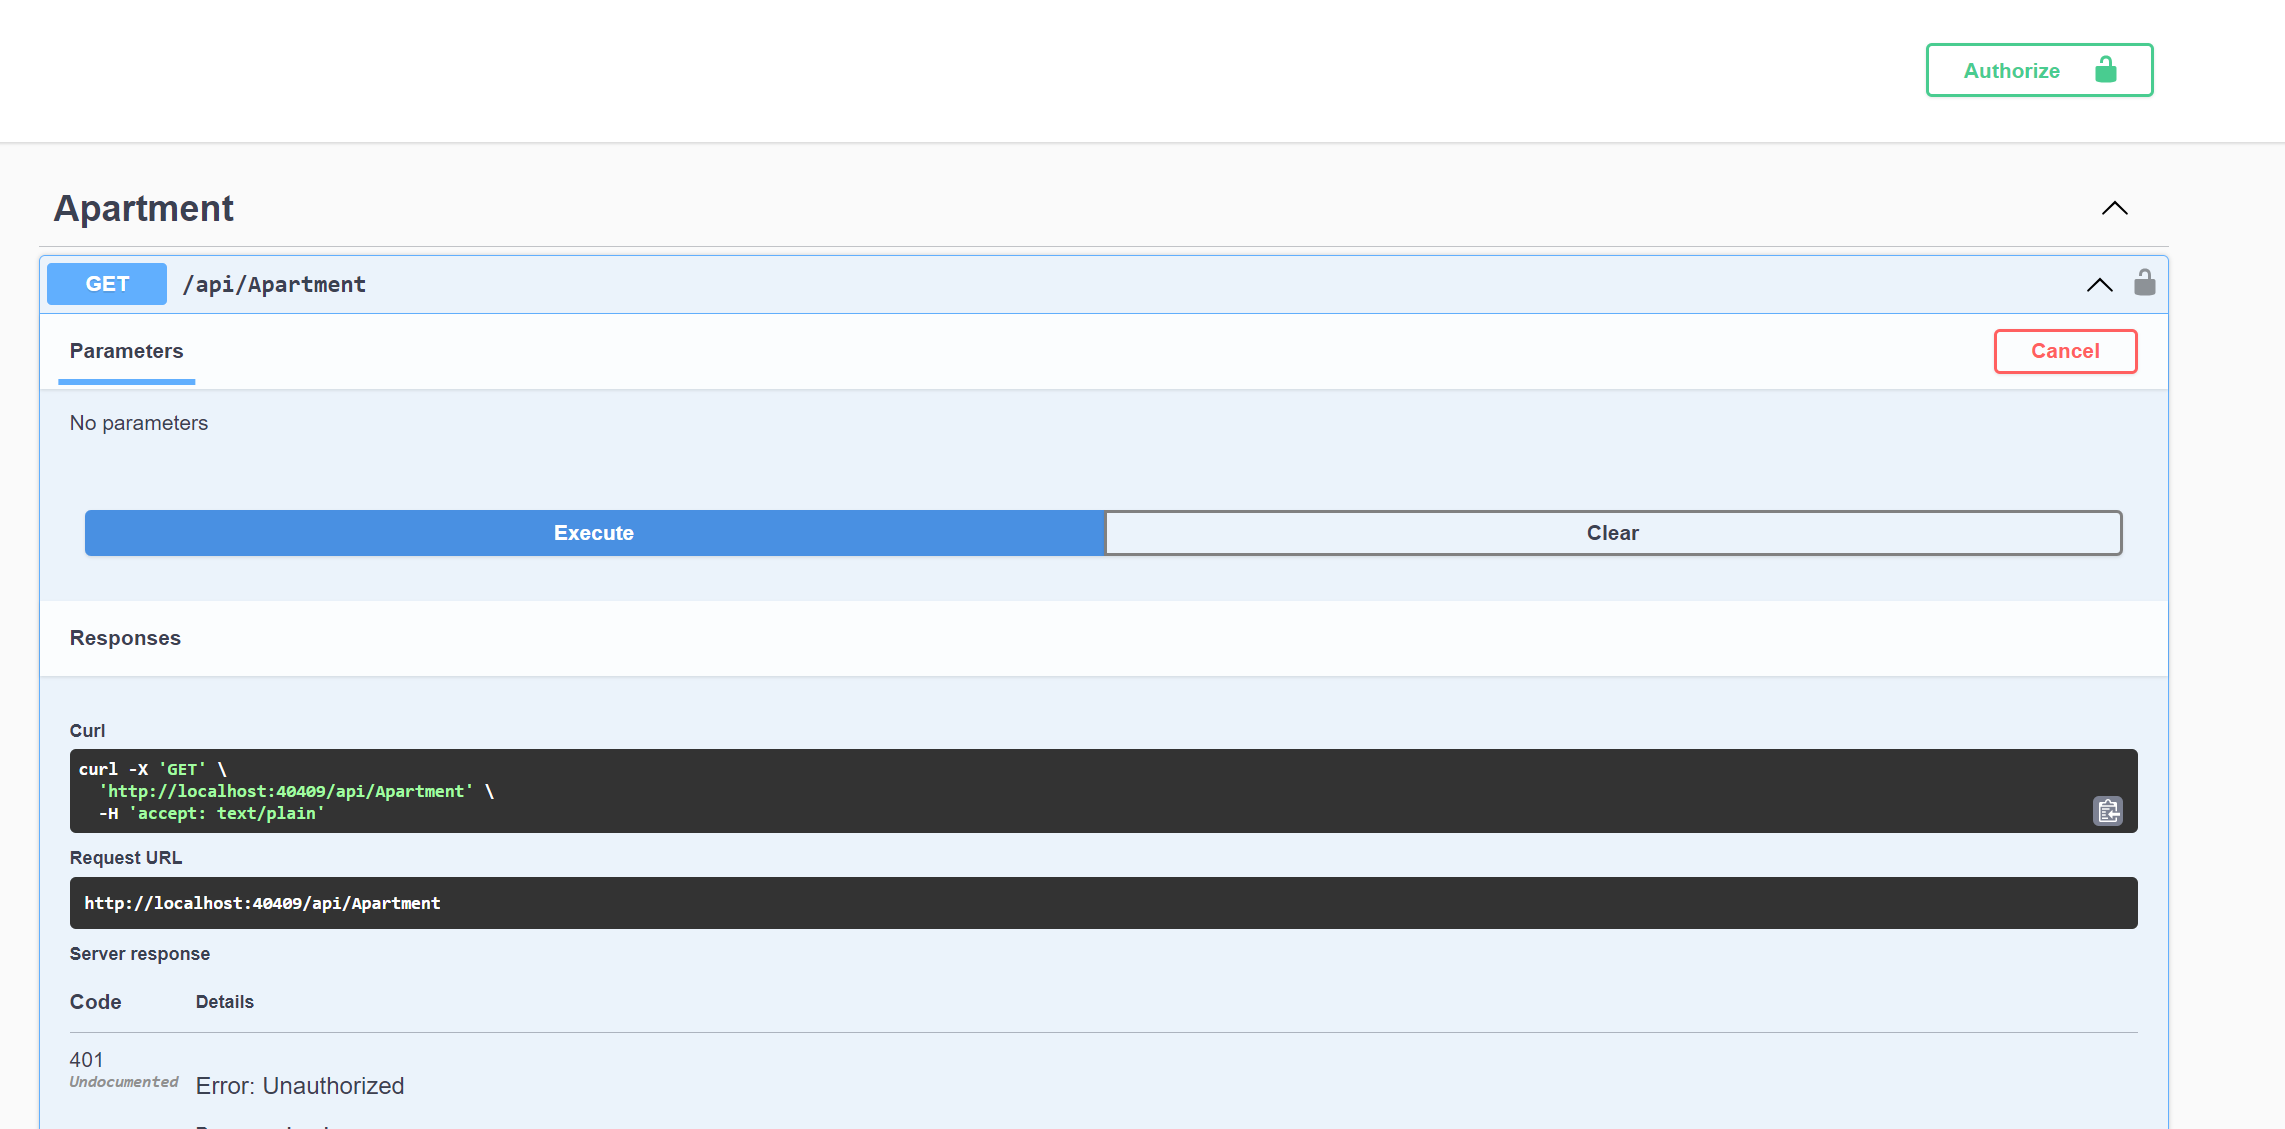 Authorize
Apartment
GET /api/Apartment
Parameters
Cancel
No parameters
Execute
Clear
Responses
Curl
curl -X 'GET' \
'http://localhost:40409/api/Apartment' \
-H 'accept: text/plain'
Request URL
http://localhost:40409/api/Apartment
Server response
Code Details
401
Undocumented
Error: Unauthorized